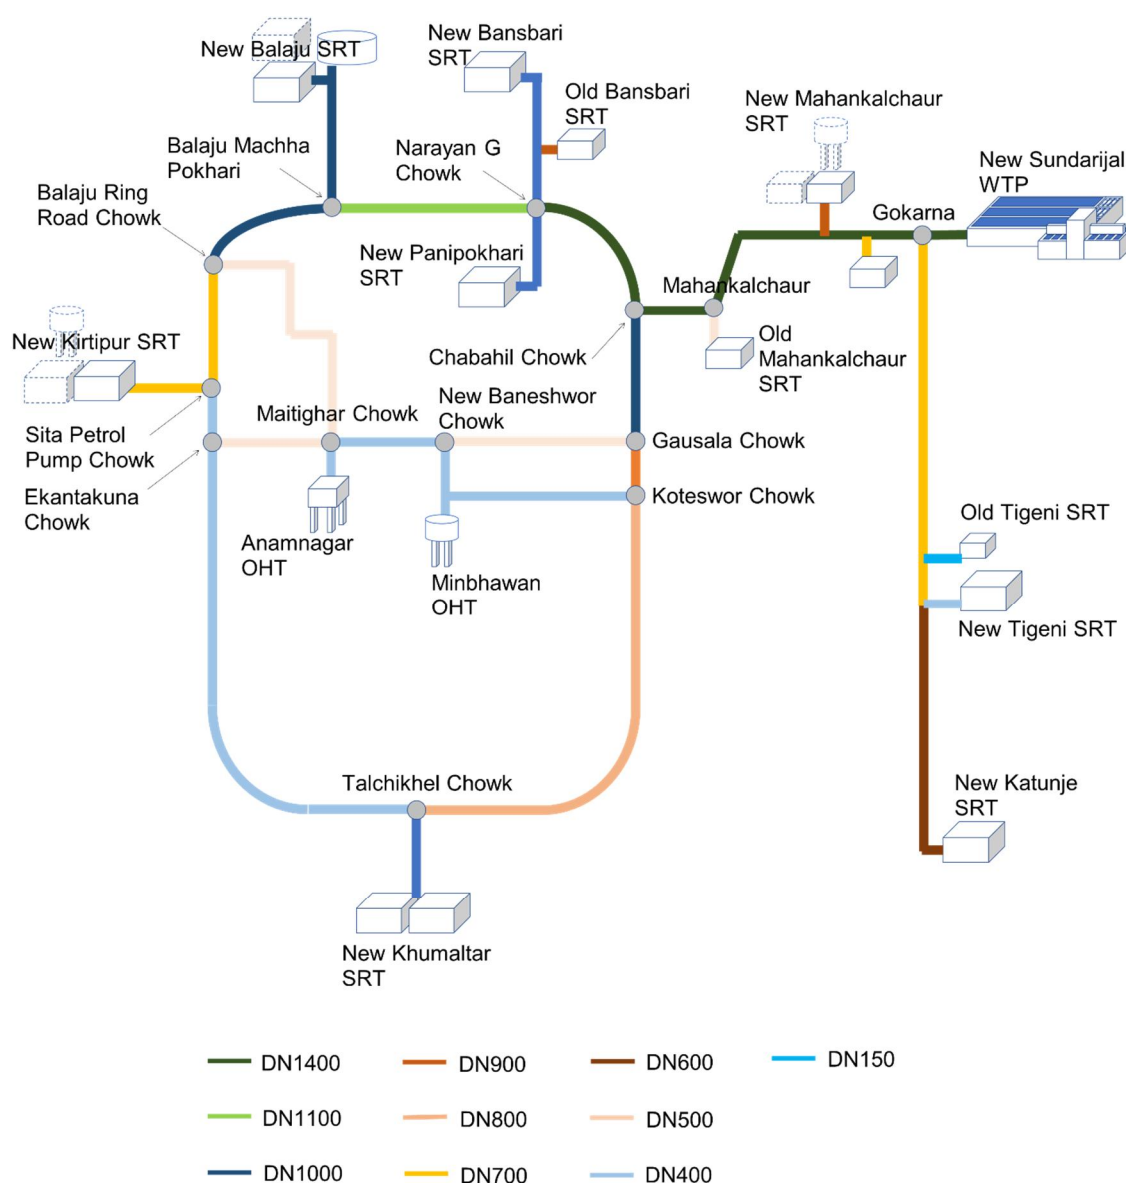 New Balaju SRT
New Bansbari
SRT
Old Bansbari
SRT
New Mahankalchaur
SRT
New Sundarijal
WTP
Balaju Machha
Pokhari
Narayan G
Chowk
Balaju Ring
Road Chowk
Gokarna
New Panipokhari
SRT
Mahankalchaur
New Kirtipur SRT
Chabahil Chowk
Old
Mahankalchaur
SRT
Maitighar Chowk
New Baneshwor
Chowk
Sita Petrol
Pump Chowk
Gausala Chowk
Ekantakuna
Chowk
Koteswor Chowk
Anamnagar
OHT
Minbhawan
OHT
Old Tigeni SRT
New Tigeni SRT
Talchikhel Chowk
New Katunje
SRT
New Khumaltar
SRT
DN1400
DN900
DN600
DN150
DN1100
DN800
DN500
DN1000
DN700
DN400